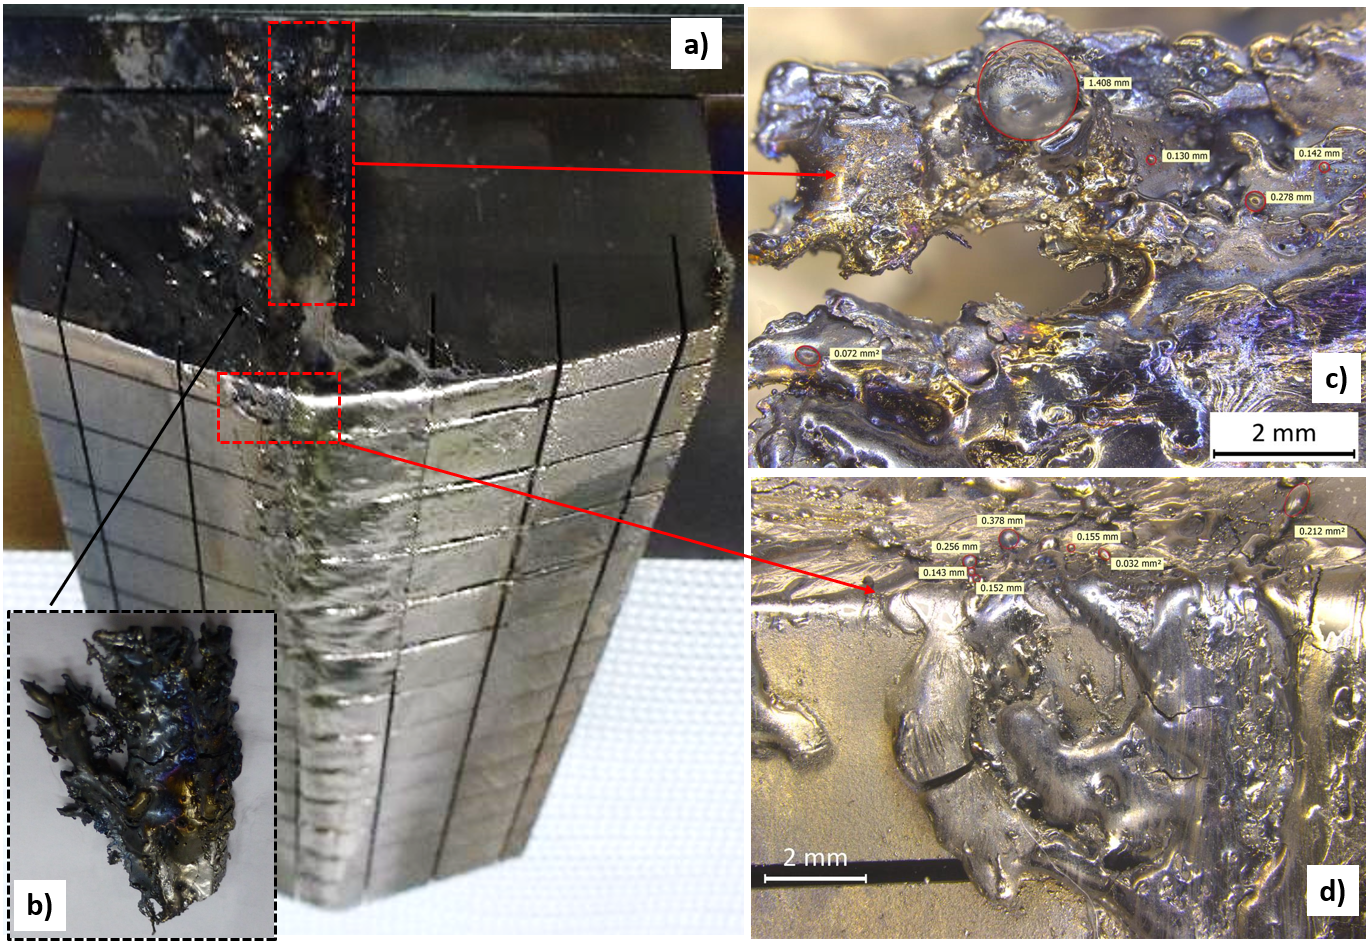 a)
b)
1.408 mm
0.130 mm
0.142 mm
0.278 mm
0.072 mm²
c)
2 mm
0.378 mm
0.212 mm²
0.256 mm
0.155 mm
0.032 mm²
0.143 mm
0.152 mm
2 mm
d)